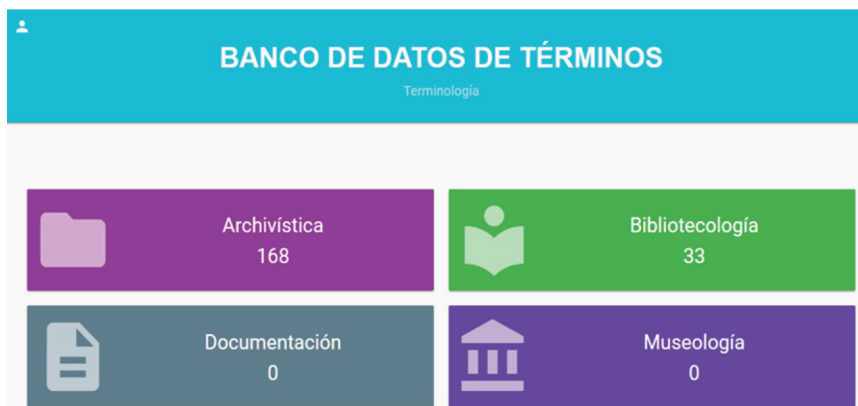 BANCO DE DATOS DE TÉRMINOS
Terminología
Archivística
168
Bibliotecología
33
Documentación
0
Museología
0